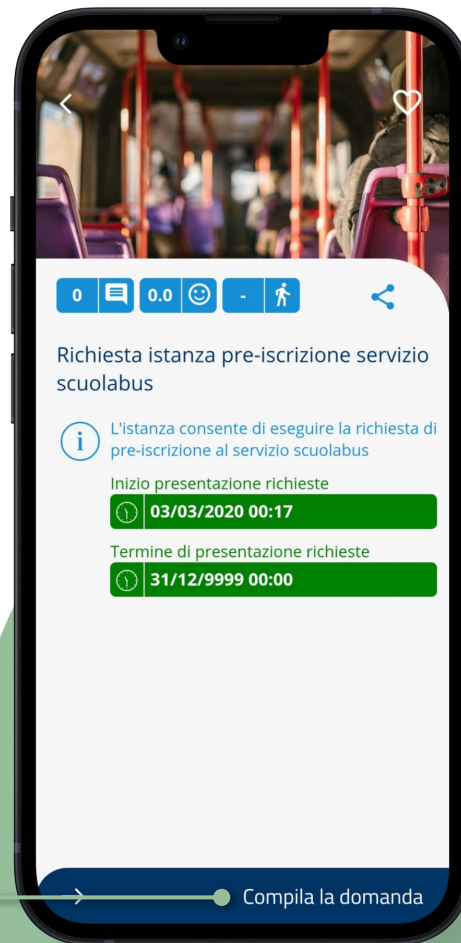 0 0.0 -
Richiesta istanza pre-iscrizione servizio
scuolabus
i L'istanza consente di eseguire la richiesta di
pre-iscrizione al servizio scuolabus
Inizio presentazione richieste
03/03/2020 00:17
Termine di presentazione richieste
31/12/9999 00:00
Compila la domanda